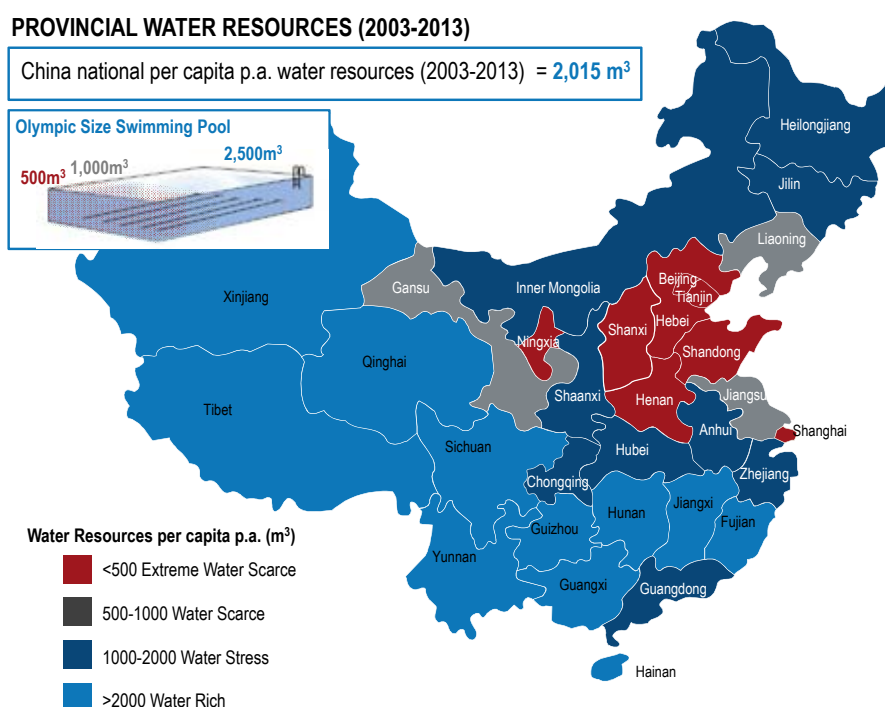 PROVINCIAL WATER RESOURCES (2003-2013)
China national per capita p.a. water resources (2003-2013) = 2,015 m³
Olympic Size Swimming Pool
2,500m³
1,000m³
500m³
Heilongjiang
Jilin
Liaoning
Beijing
Tianjin
Inner Mongolia
Gansu
Xinjiang
Hebei
Shanxi
Ningxia
Shandong
Qinghai
Jiangsu
Shaanxi
Henan
Tibet
Shanghai
Anhui
Sichuan
Hubei
Zhejiang
Chongqing
Jiangxi
Hunan
Fujian
Guizhou
Yunnan
Guangxi
Guangdong
Hainan
Water Resources per capita p.a. (m³)
<500 Extreme Water Scarce
500-1000 Water Scarce
1000-2000 Water Stress
>2000 Water Rich